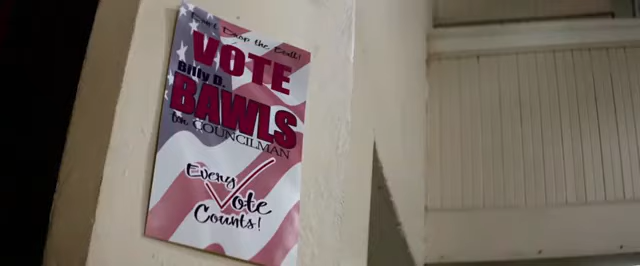 Don't Drop the Ball!
VOTE
Billy D.
BAWLS
for COUNCILMAN
Every
Vote
Counts!